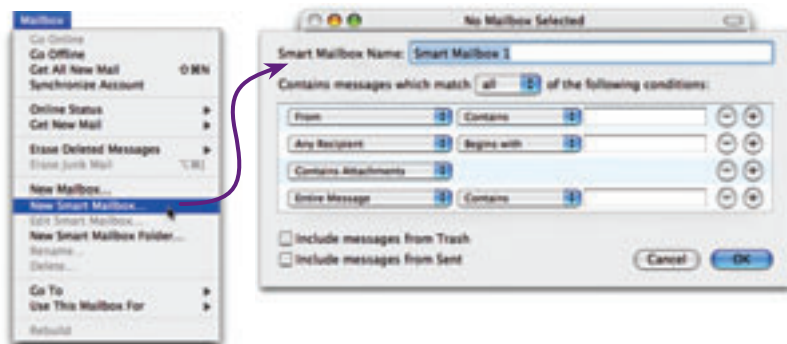 Mailbox
Go Online
Go Offline
Get All New Mail ⇧⌘N
Synchronize Account
Online Status
Get New Mail
Erase Deleted Messages
Erase Junk Mail ⌥⌘J
New Mailbox...
New Smart Mailbox...
Edit Smart Mailbox...
New Smart Mailbox Folder...
Rename...
Delete...
Go To
Use This Mailbox For
Rebuild
No Mailbox Selected
Smart Mailbox Name: Smart Mailbox 1
Contains messages which match all of the following conditions:
From Contains
Any Recipient Begins with
Contains Attachments
Entire Message Contains
Include messages from Trash
Include messages from Sent
Cancel OK